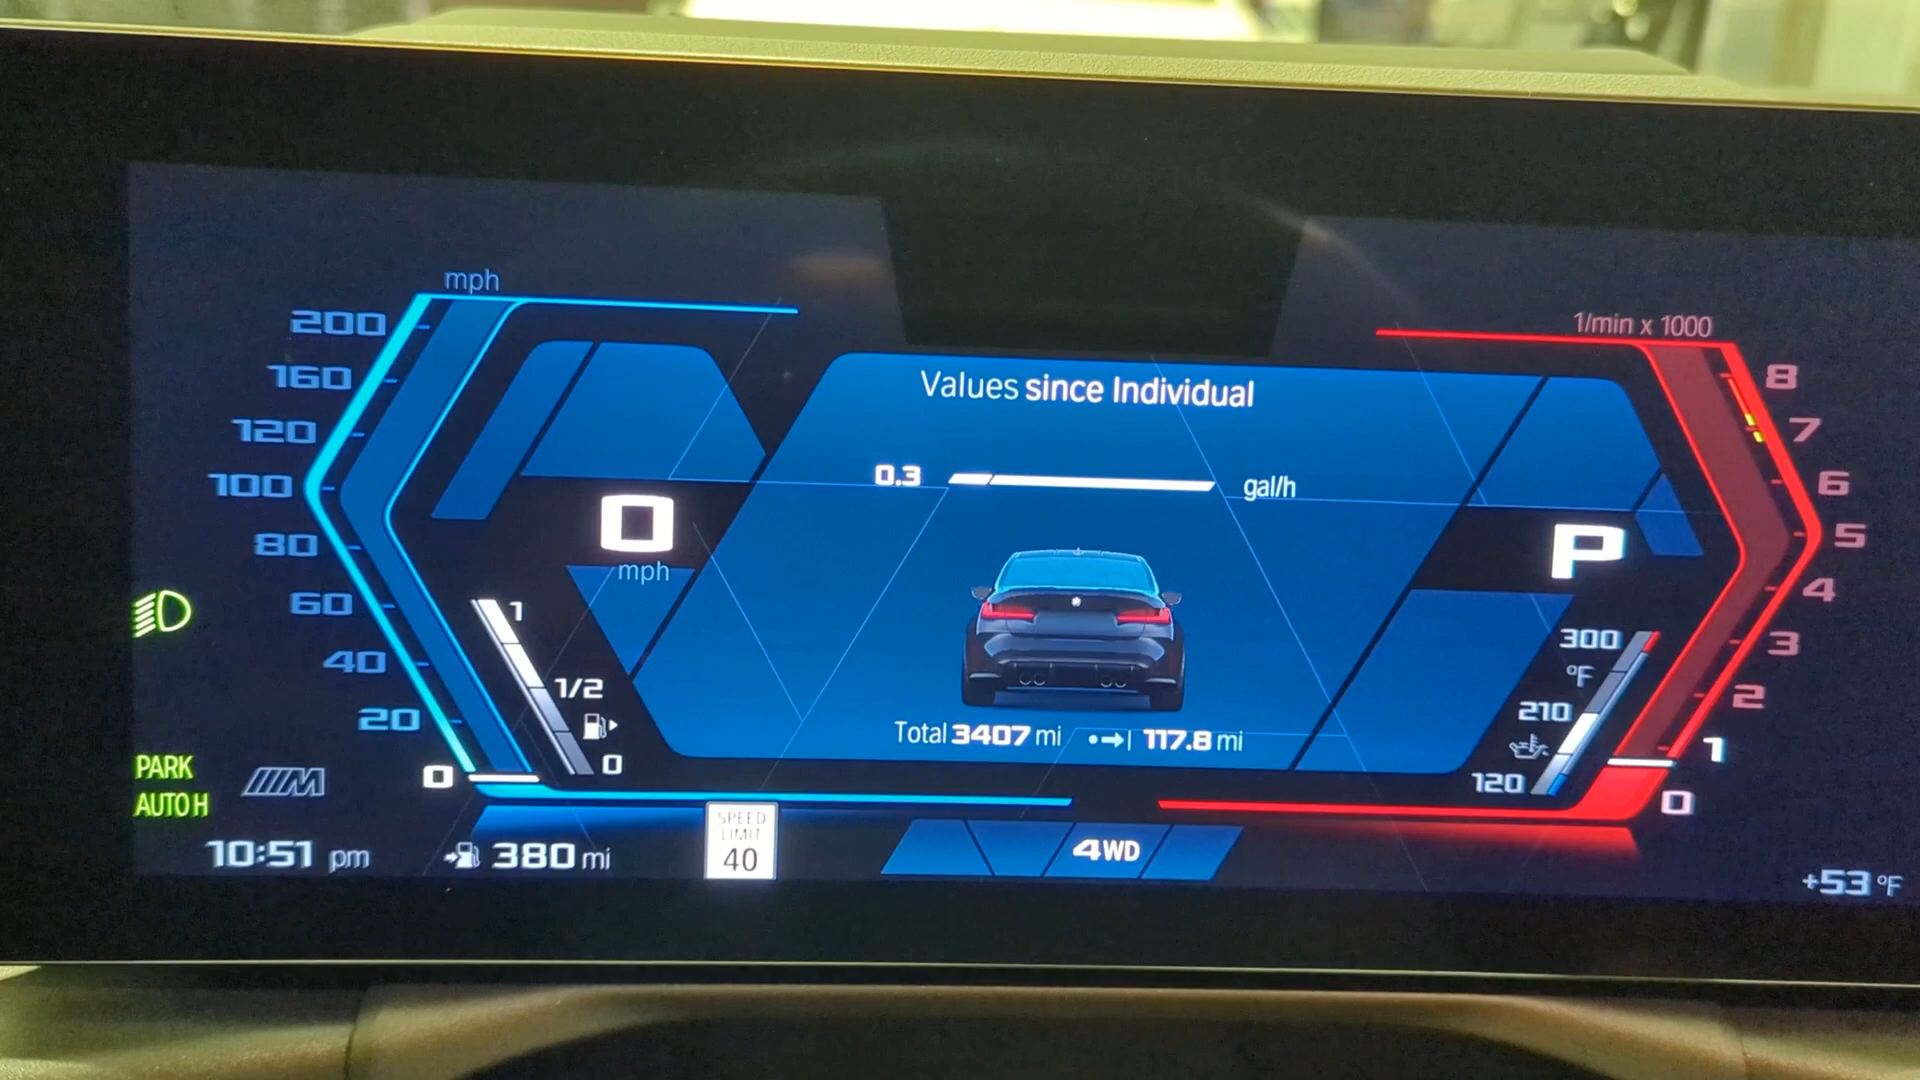 mph
200
160
120
100
80
60
40
20
0
0
mph
1
1/2
0
Values since Individual
0.3 gal/h
Total 3407 mi 117.8 mi
1/min x 1000
8
7
6
5
4
3
2
1
0
P
300
°F
210
120
PARK
AUTO H
M
10:51 pm
380 mi
SPEED
LIMIT
40
4WD
+53 °F